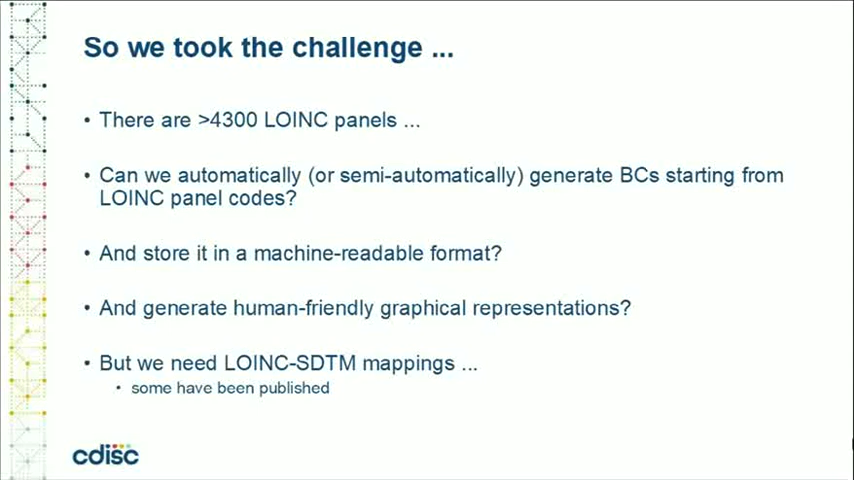 So we took the challenge ...
• There are >4300 LOINC panels ...
• Can we automatically (or semi-automatically) generate BCs starting from
LOINC panel codes?
• And store it in a machine-readable format?
• And generate human-friendly graphical representations?
• But we need LOINC-SDTM mappings ...
• some have been published
cdisc